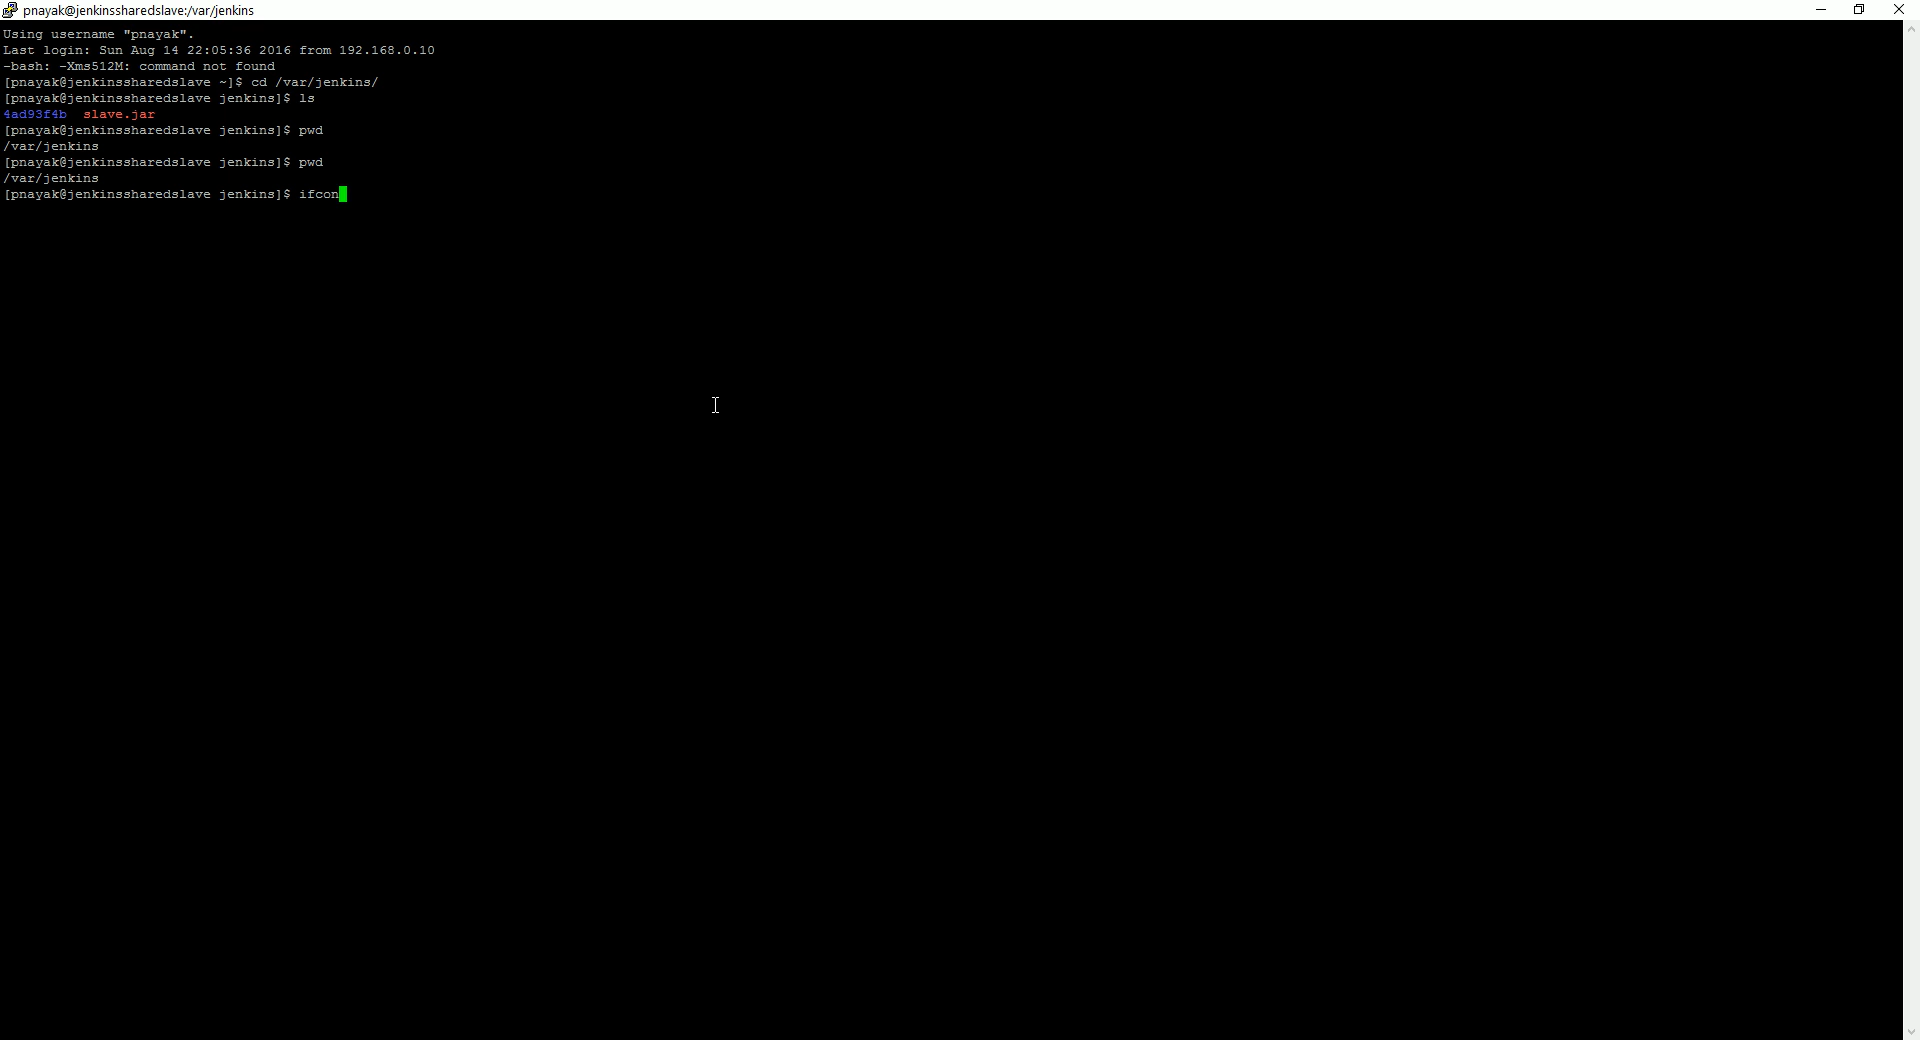 pnayak@jenkinssharedslave:/var/jenkins
Using username "pnayak".
Last login: Sun Aug 14 22:05:36 2016 from 192.168.0.10
-bash: -Xms512M: command not found
[pnayak@jenkinssharedslave ~]$ cd /var/jenkins/
[pnayak@jenkinssharedslave jenkins]$ ls
4ad93f4b  slave.jar
[pnayak@jenkinssharedslave jenkins]$ pwd
/var/jenkins
[pnayak@jenkinssharedslave jenkins]$ pwd
/var/jenkins
[pnayak@jenkinssharedslave jenkins]$ ifcon